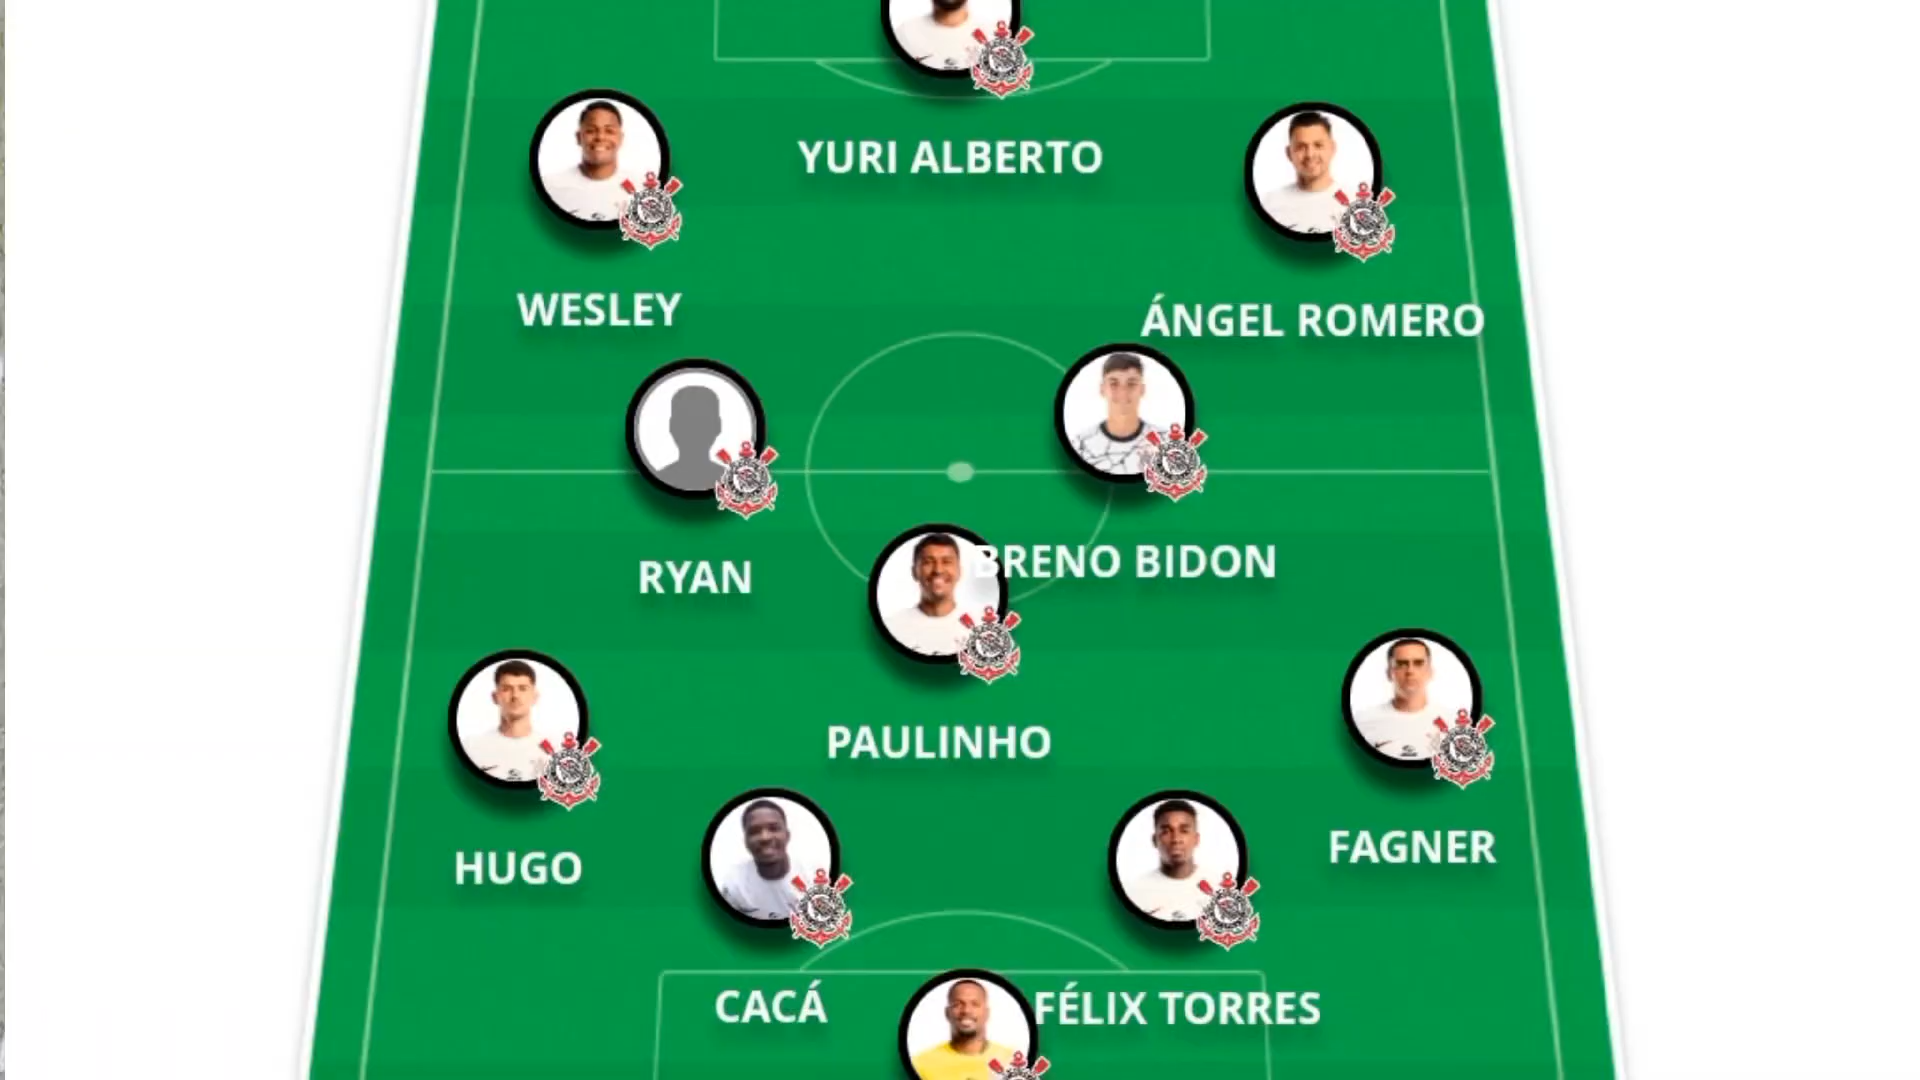 YURI ALBERTO
WESLEY
ÁNGEL ROMERO
BRENO BIDON
RYAN
PAULINHO
FAGNER
HUGO
CACÁ
FÉLIX TORRES